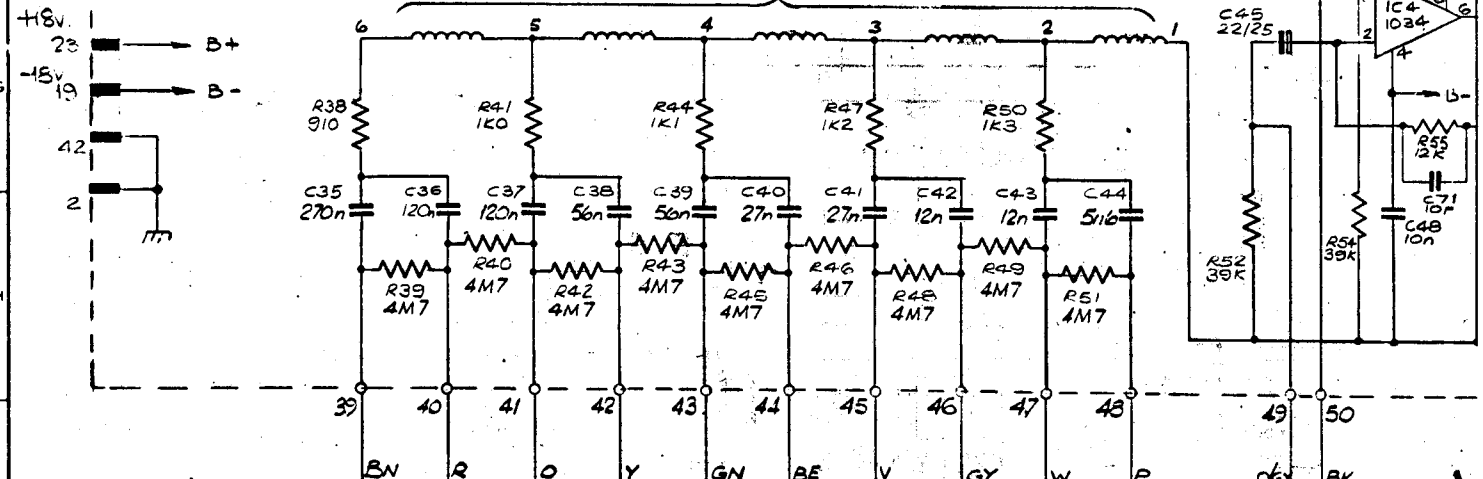 +18v.
23 B+
-18v
19 B-
42
2
6 5 4 3 2 1
R38
910
R41
1K0
R44
1K1
R47
1K2
R50
1K3
C35
270n
C36
120n
C37
120n
C38
56n
C39
56n
C40
27n
C41
27n
C42
12n
C43
12n
C44
5n6
R39
4M7
R40
4M7
R42
4M7
R43
4M7
R45
4M7
R46
4M7
R48
4M7
R49
4M7
R51
4M7
C45
22/25
IC4
1034
2
6
4
B-
R55
12K
C71
C48
10n
R52
39K
R54
39K
39 40 41 42 43 44 45 46 47 48 49 50
BN R O Y GN BE V GY W P BK